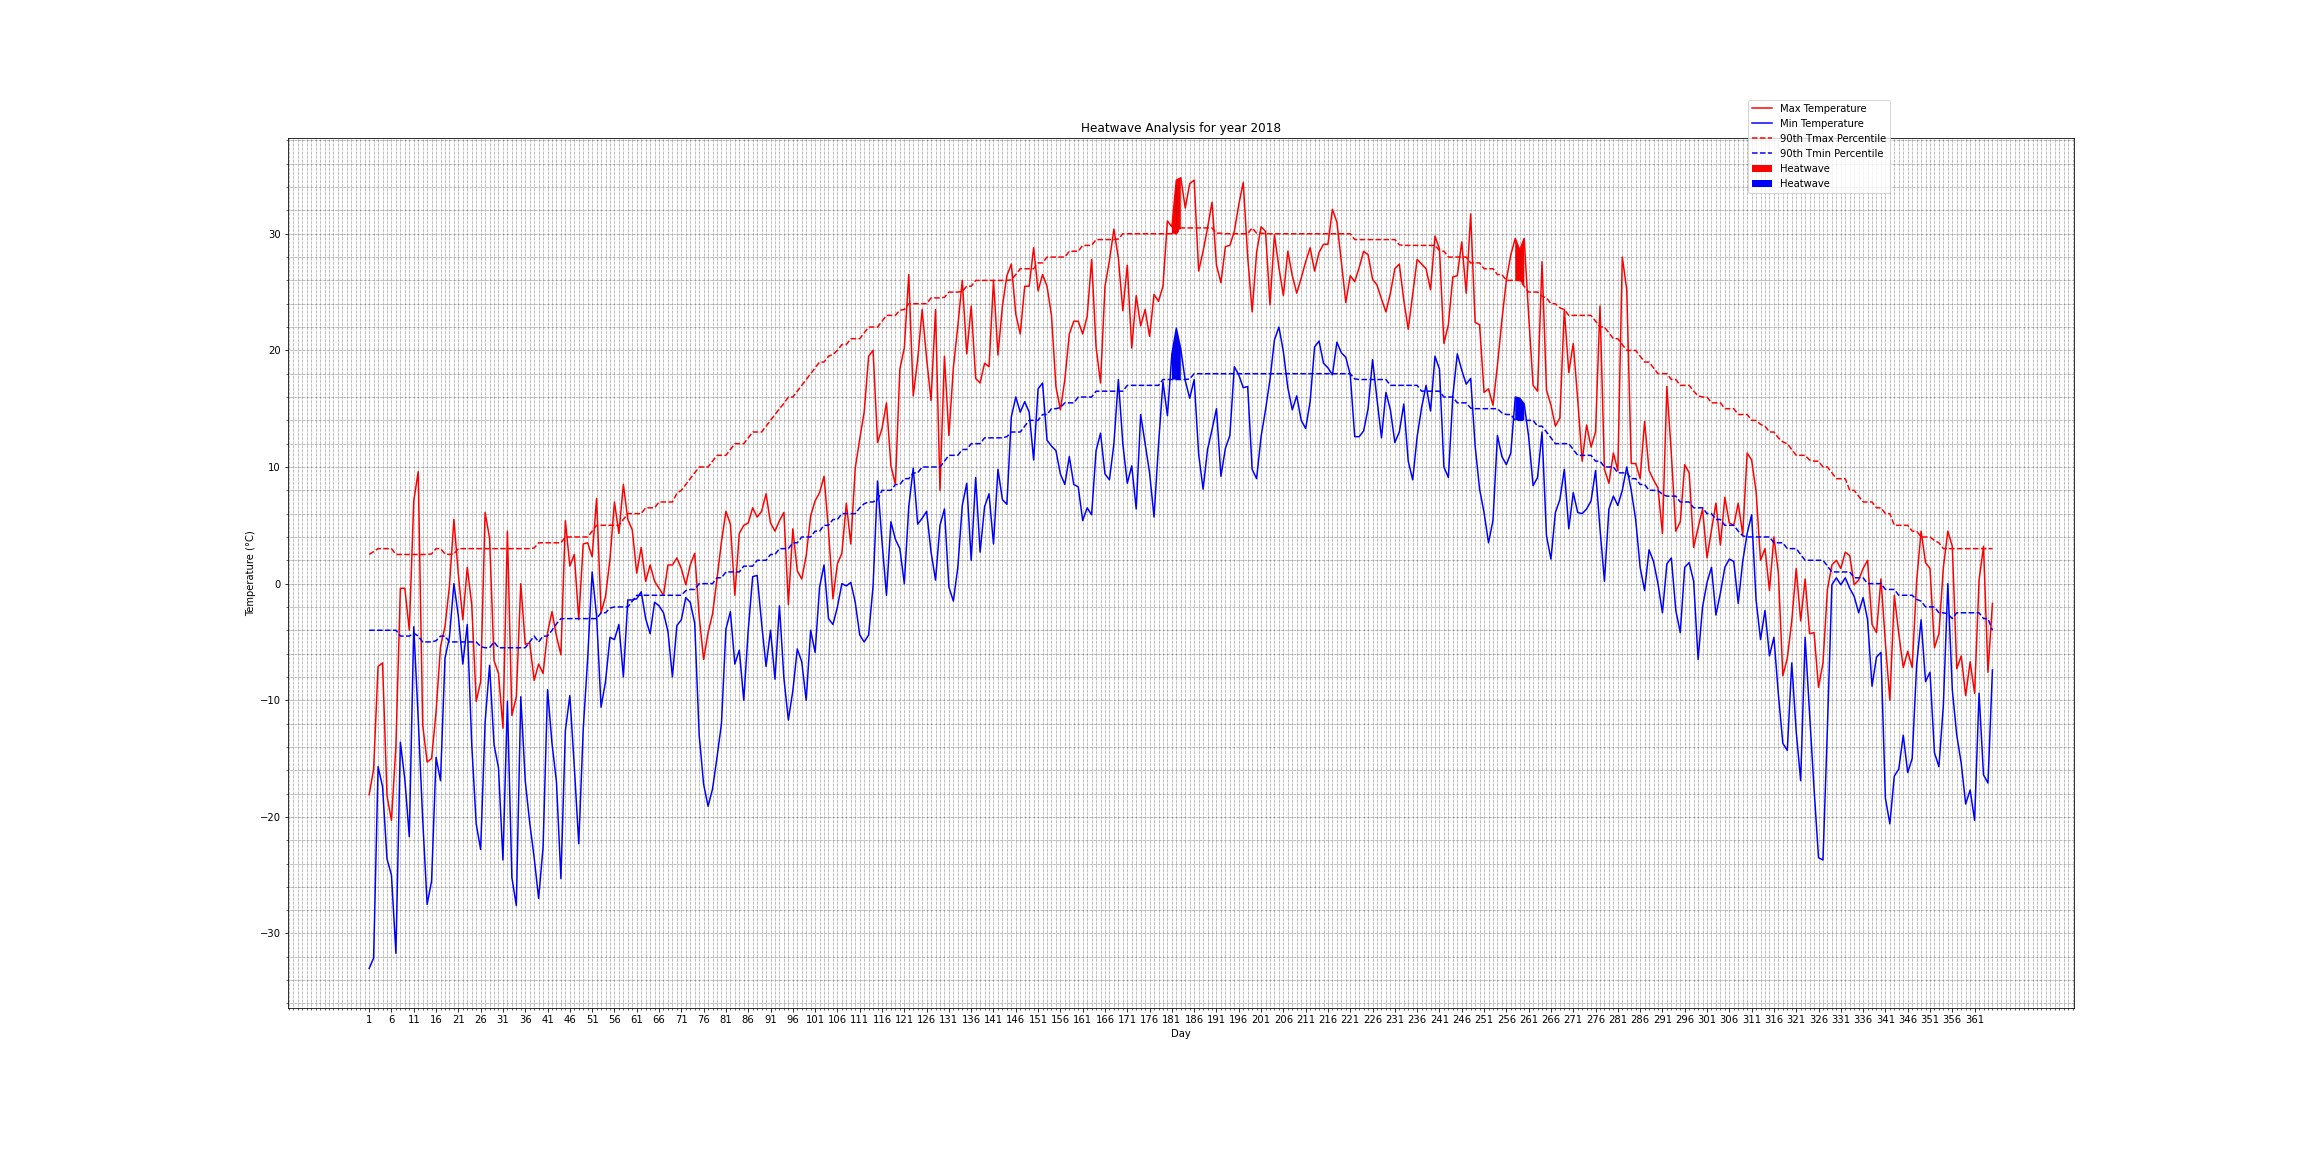 Heatwave Analysis for year 2018
Max Temperature
Min Temperature
90th Tmax Percentile
90th Tmin Percentile
Heatwave
Heatwave
Temperature (°C)
30
20
10
0
−10
−20
−30
1 6 11 16 21 26 31 36 41 46 51 56 61 66 71 76 81 86 91 96 101 106 111 116 121 126 131 136 141 146 151 156 161 166 171 176 181 186 191 196 201 206 211 216 221 226 231 236 241 246 251 256 261 266 271 276 281 286 291 296 301 306 311 316 321 326 331 336 341 346 351 356 361
Day